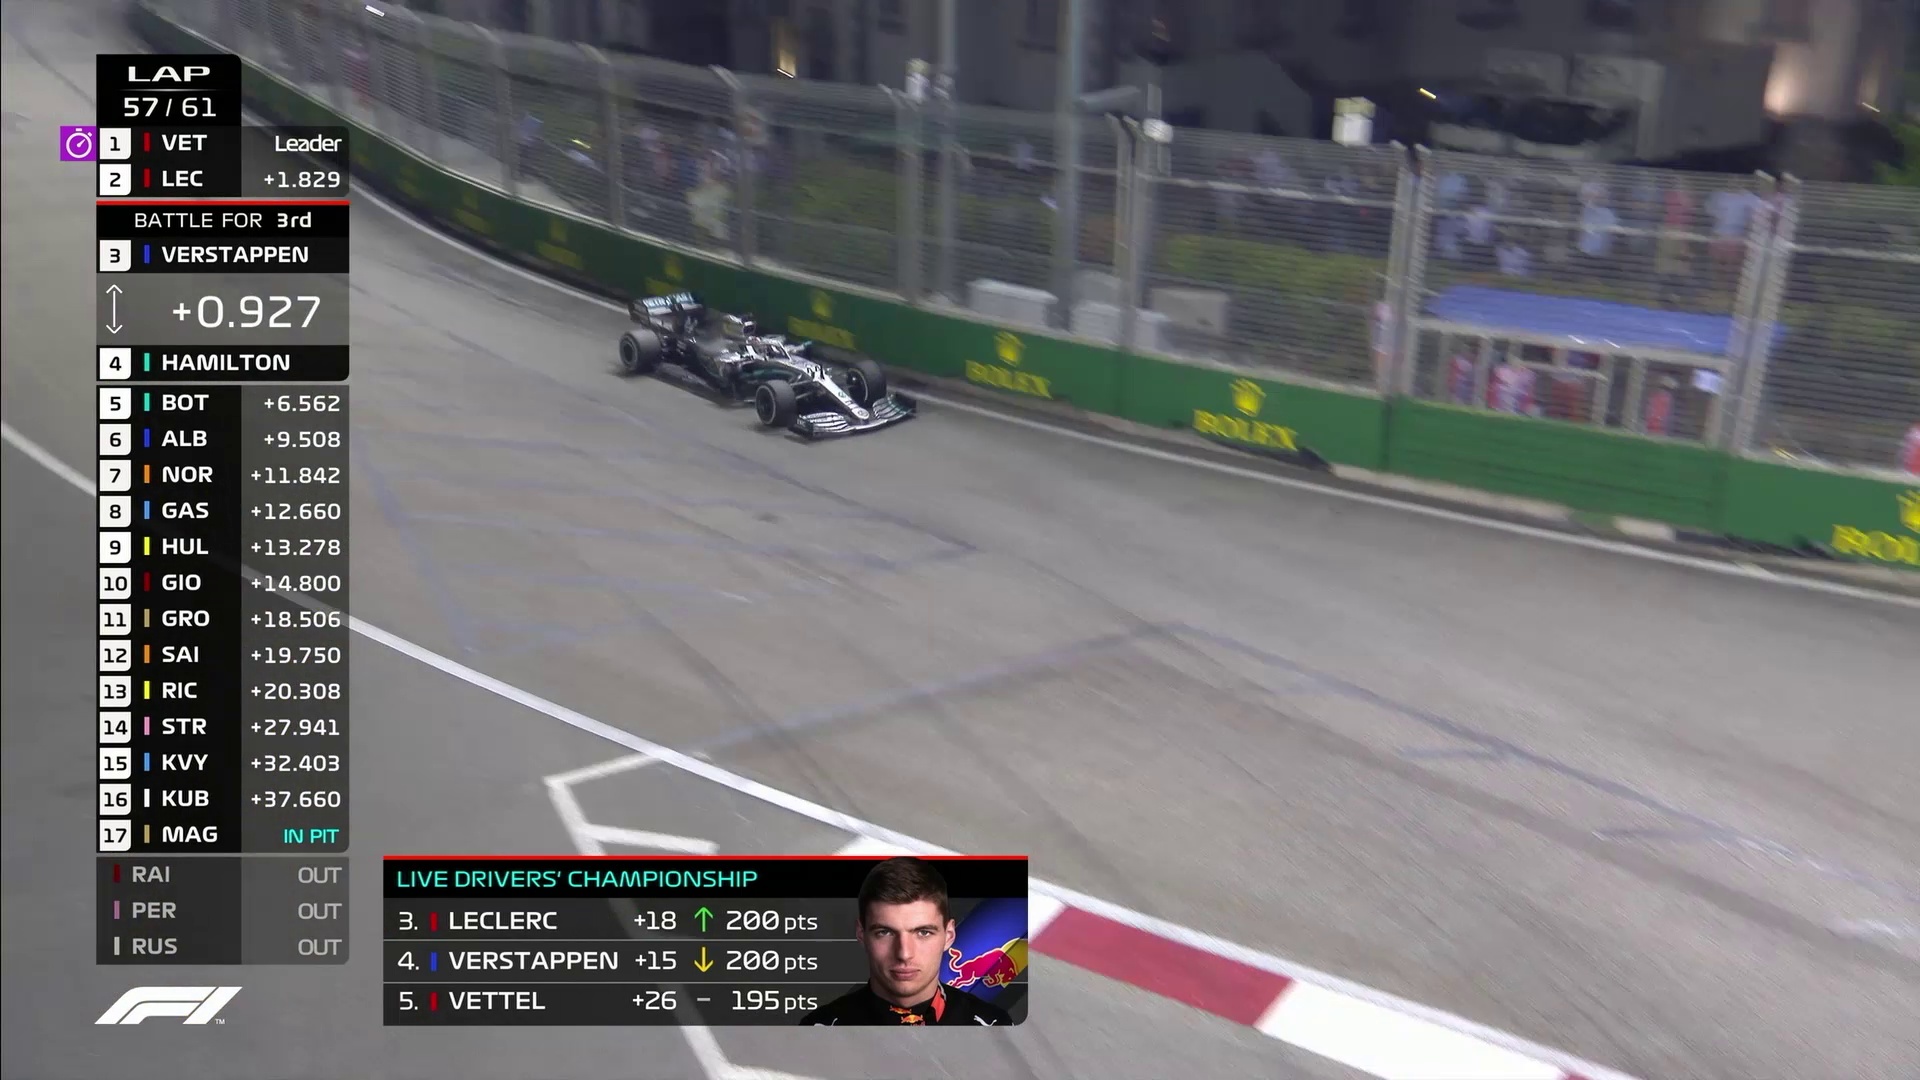 LAP
57/61
1 VET Leader
2 LEC +1.829
BATTLE FOR 3rd
3 VERSTAPPEN
+0.927
4 HAMILTON
5 BOT +6.562
6 ALB +9.508
7 NOR +11.842
8 GAS +12.660
9 HUL +13.278
10 GIO +14.800
11 GRO +18.506
12 SAI +19.750
13 RIC +20.308
14 STR +27.941
15 KVY +32.403
16 KUB +37.660
17 MAG IN PIT
RAI OUT
PER OUT
RUS OUT
F1 TM
LIVE DRIVERS' CHAMPIONSHIP
3. LECLERC +18 200 pts
4. VERSTAPPEN +15 200 pts
5. VETTEL +26 – 195 pts
ROLEX
ROLEX
ROLEX
ROLEX